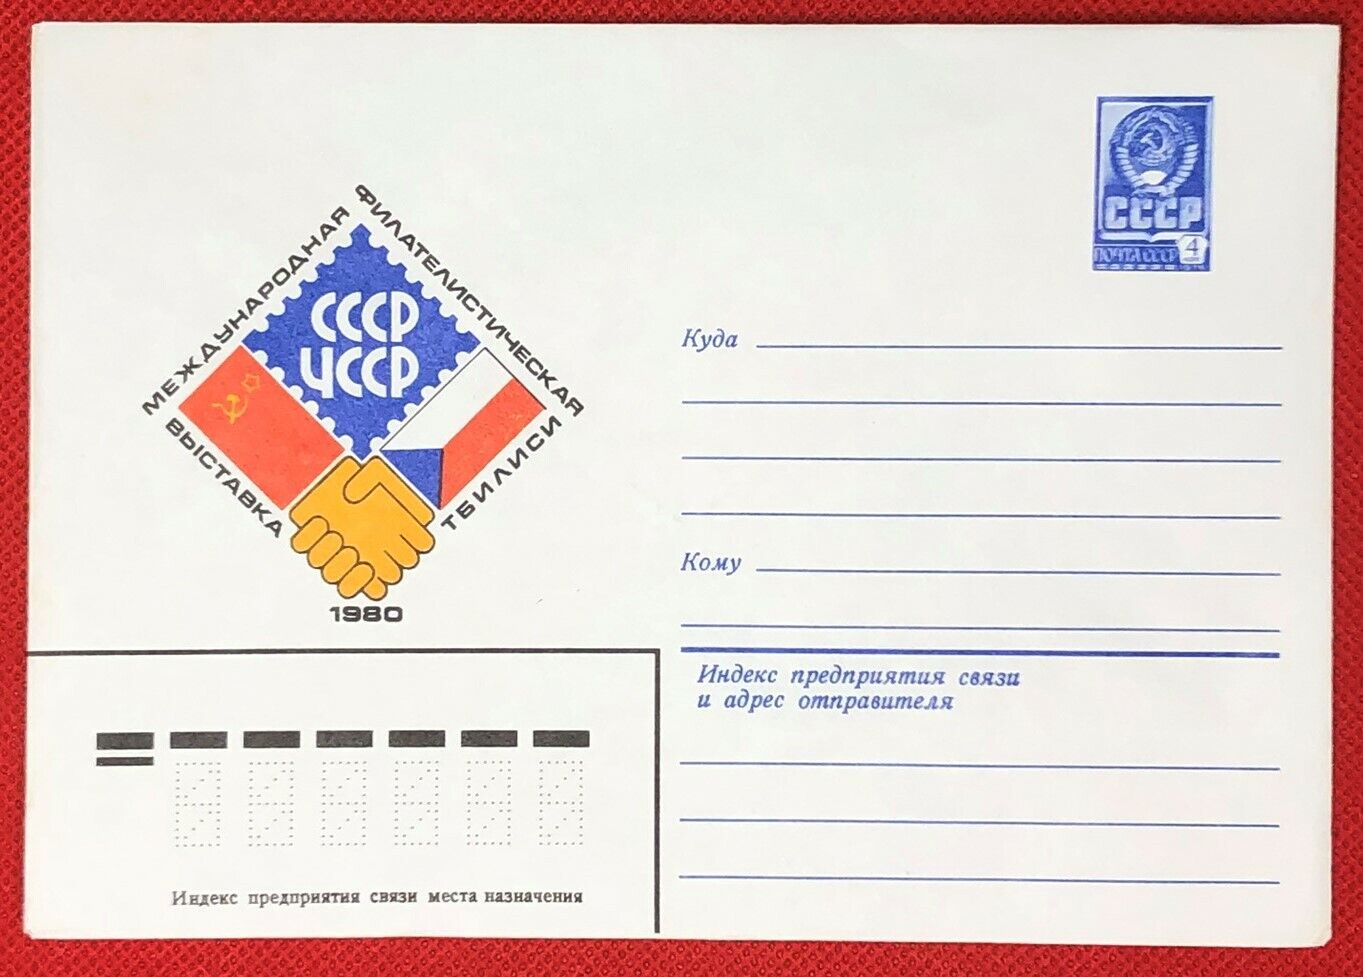 МЕЖДУНАРОДНАЯ
ФИЛАТЕЛИСТИЧЕСКАЯ
ВЫСТАВКА
ТБИЛИСИ
СССР
ЧССР
1980
СССР
ПОЧТА СССР 4
Куда
Кому
Индекс предприятия связи
и адрес отправителя
Индекс предприятия связи места назначения